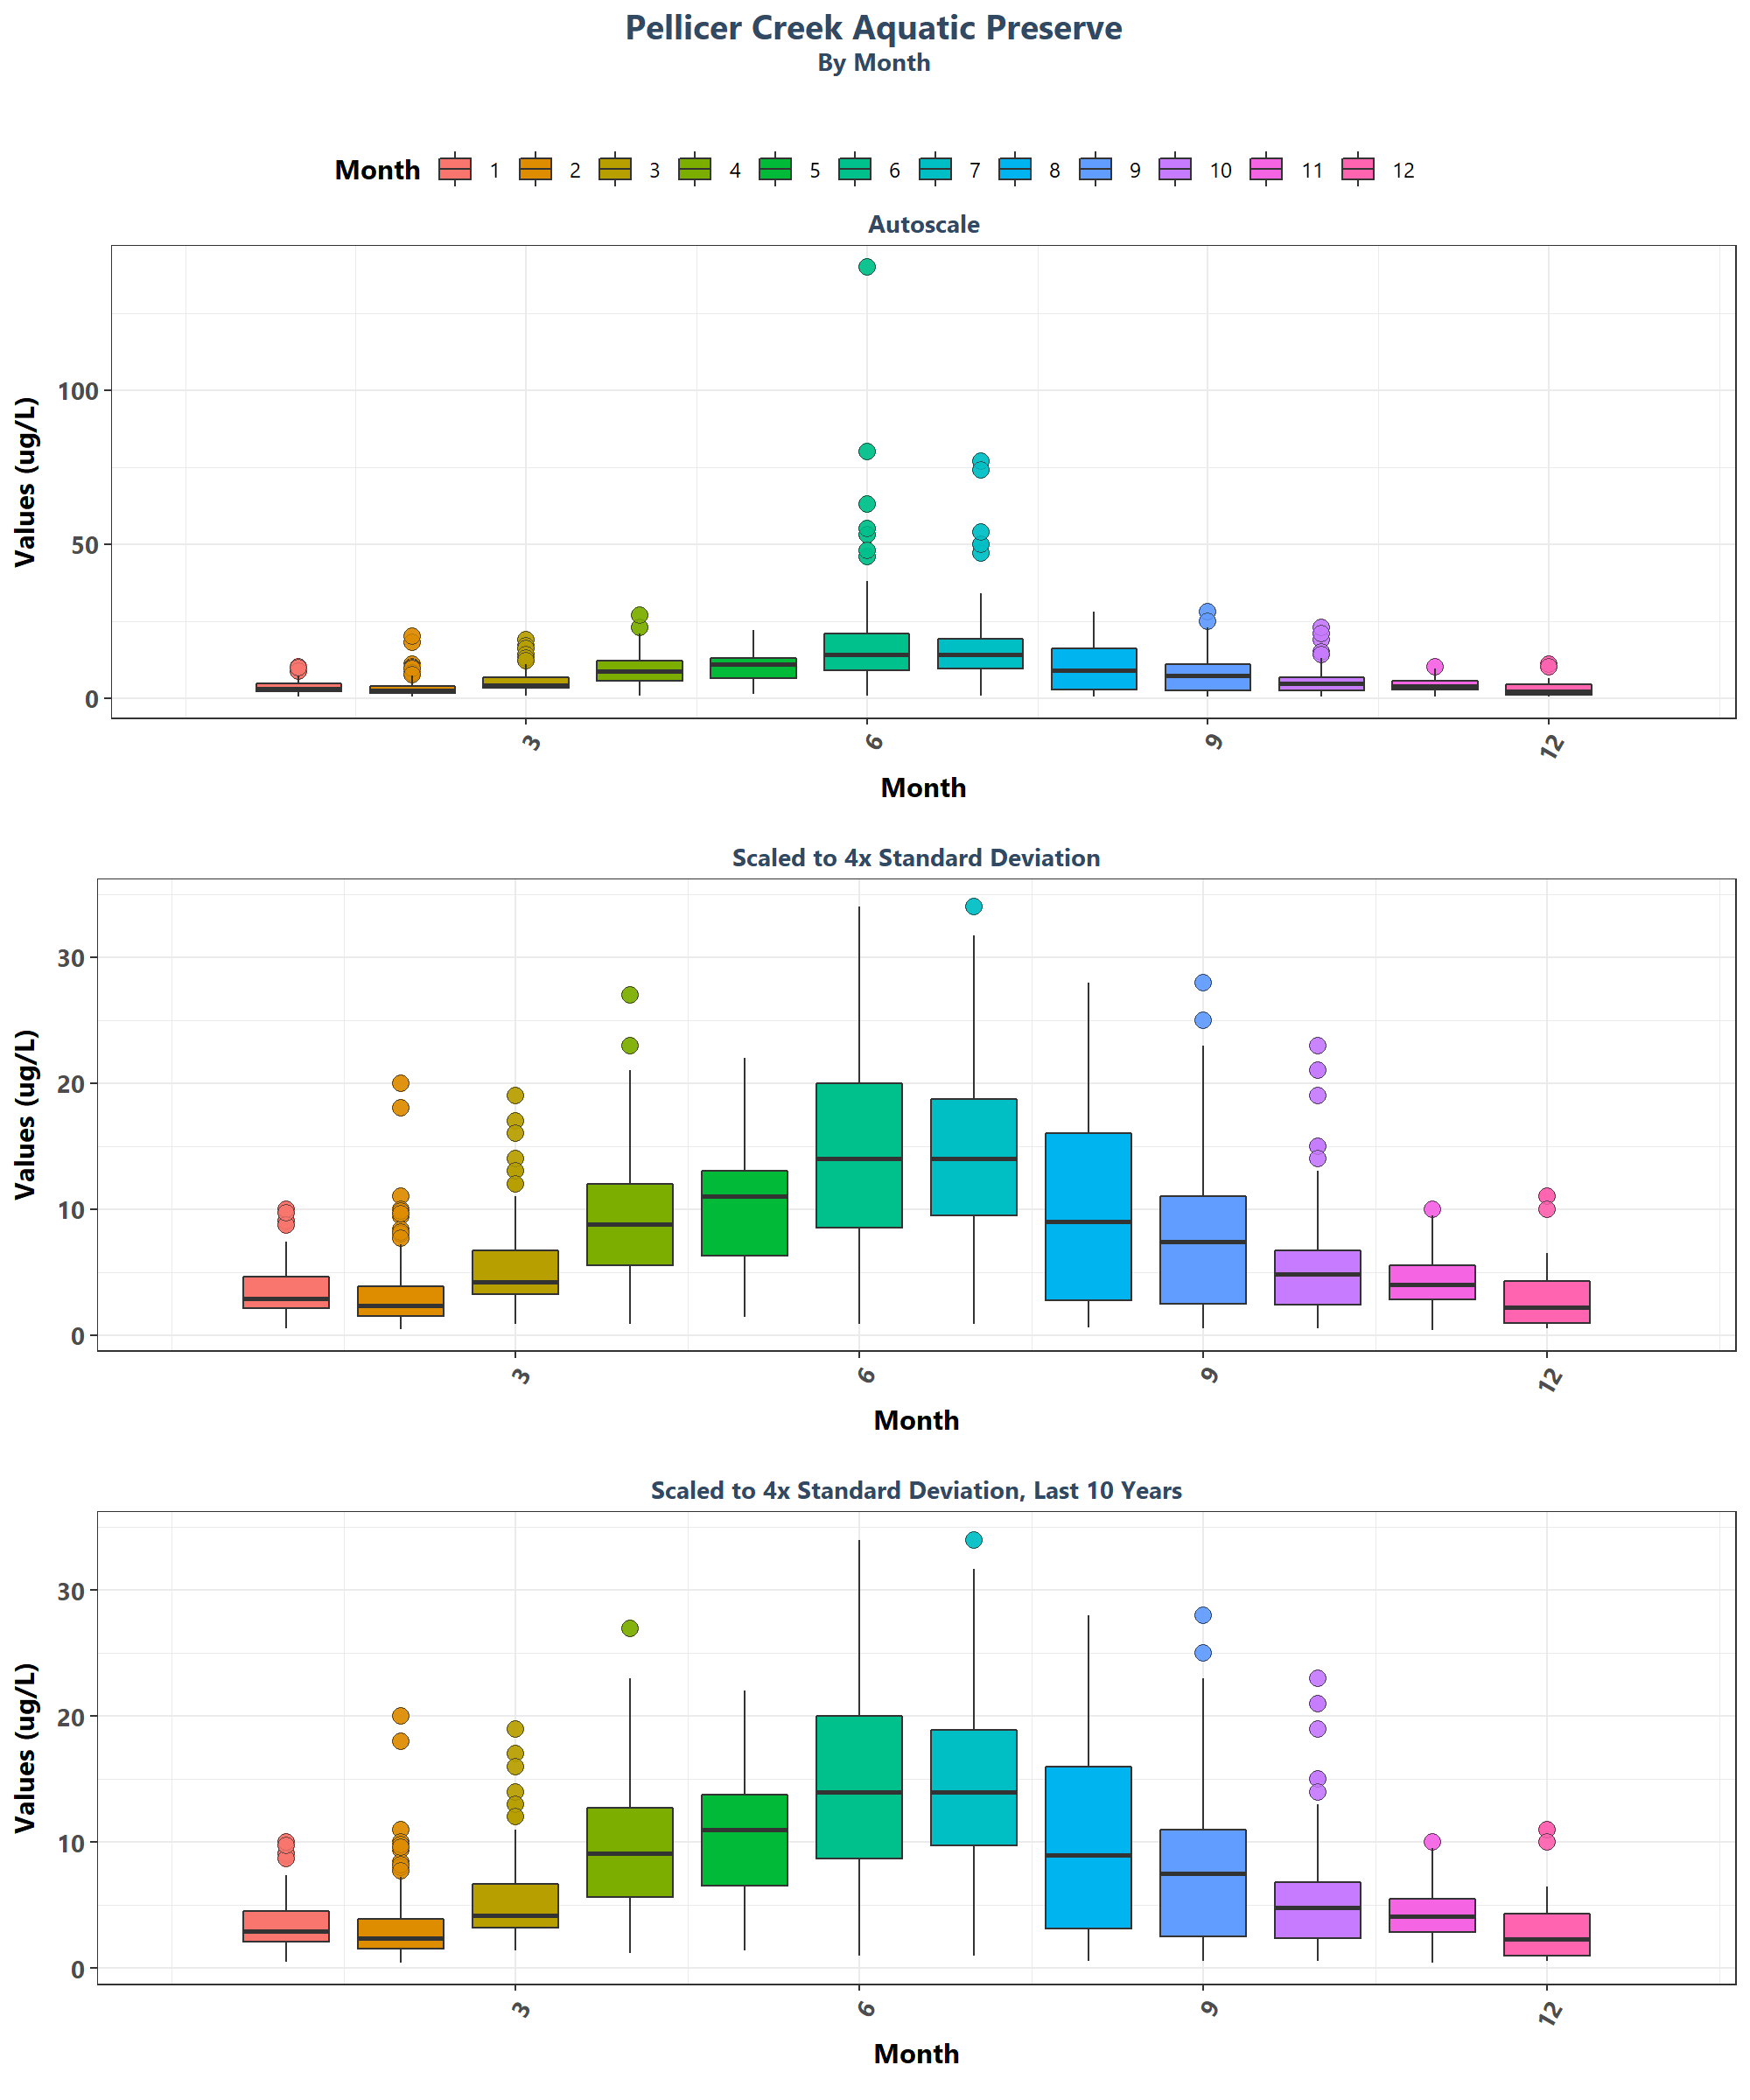 Pellicer Creek Aquatic Preserve
By Month
Month 1 2 3 4 5 6 7 8 9 10 11 12
Autoscale
Values (ug/L)
100
50
0
3 6 9 12
Month
Scaled to 4x Standard Deviation
Values (ug/L)
30
20
10
0
3 6 9 12
Month
Scaled to 4x Standard Deviation, Last 10 Years
Values (ug/L)
30
20
10
0
3 6 9 12
Month